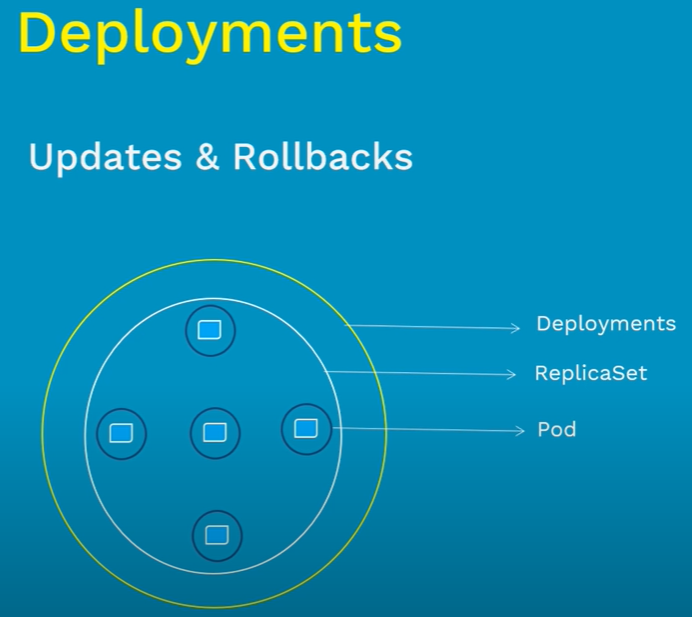 Deployments
Updates & Rollbacks
Deployments
ReplicaSet
Pod